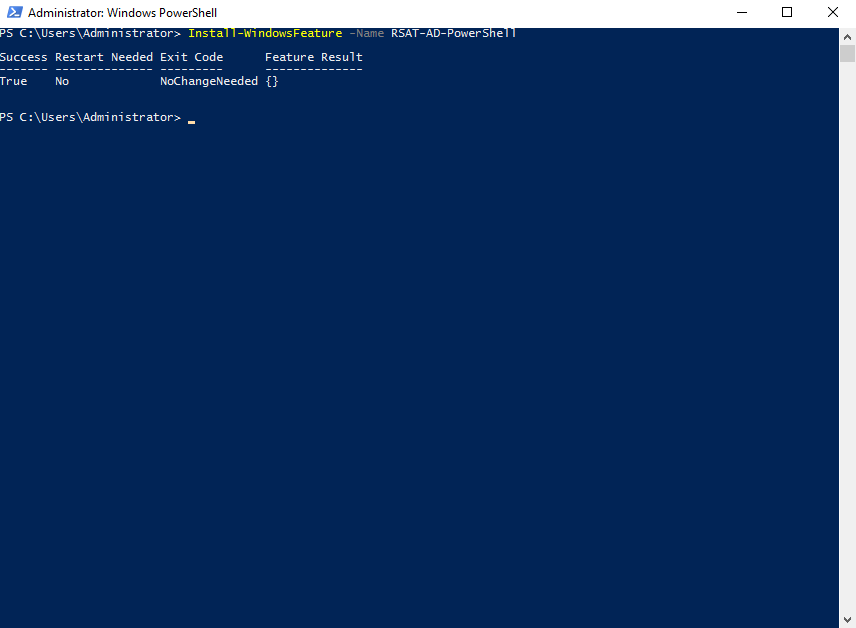 Administrator: Windows PowerShell
PS C:\Users\Administrator> Install-WindowsFeature -Name RSAT-AD-PowerShell
Success Restart Needed Exit Code      Feature Result
------- -------------- ---------      --------------
True    No             NoChangeNeeded {}
PS C:\Users\Administrator> _